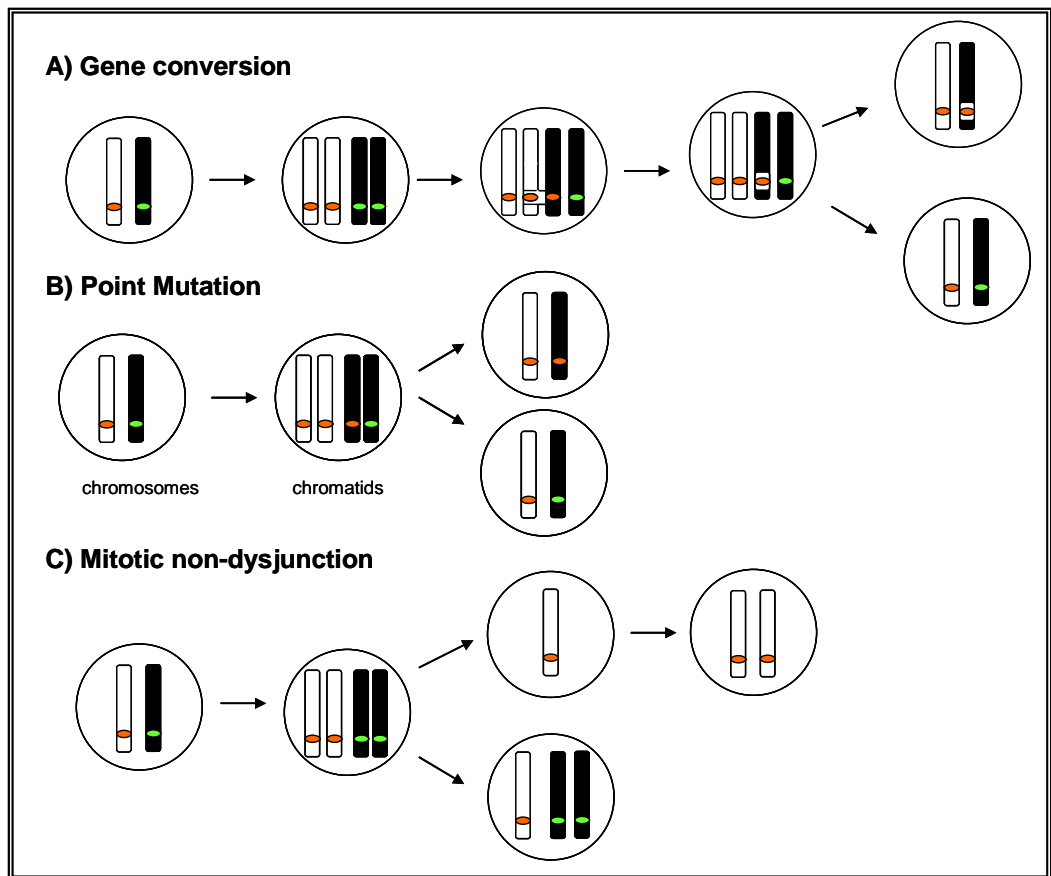 A) Gene conversion
B) Point Mutation
chromosomes
chromatids
C) Mitotic non-dysjunction